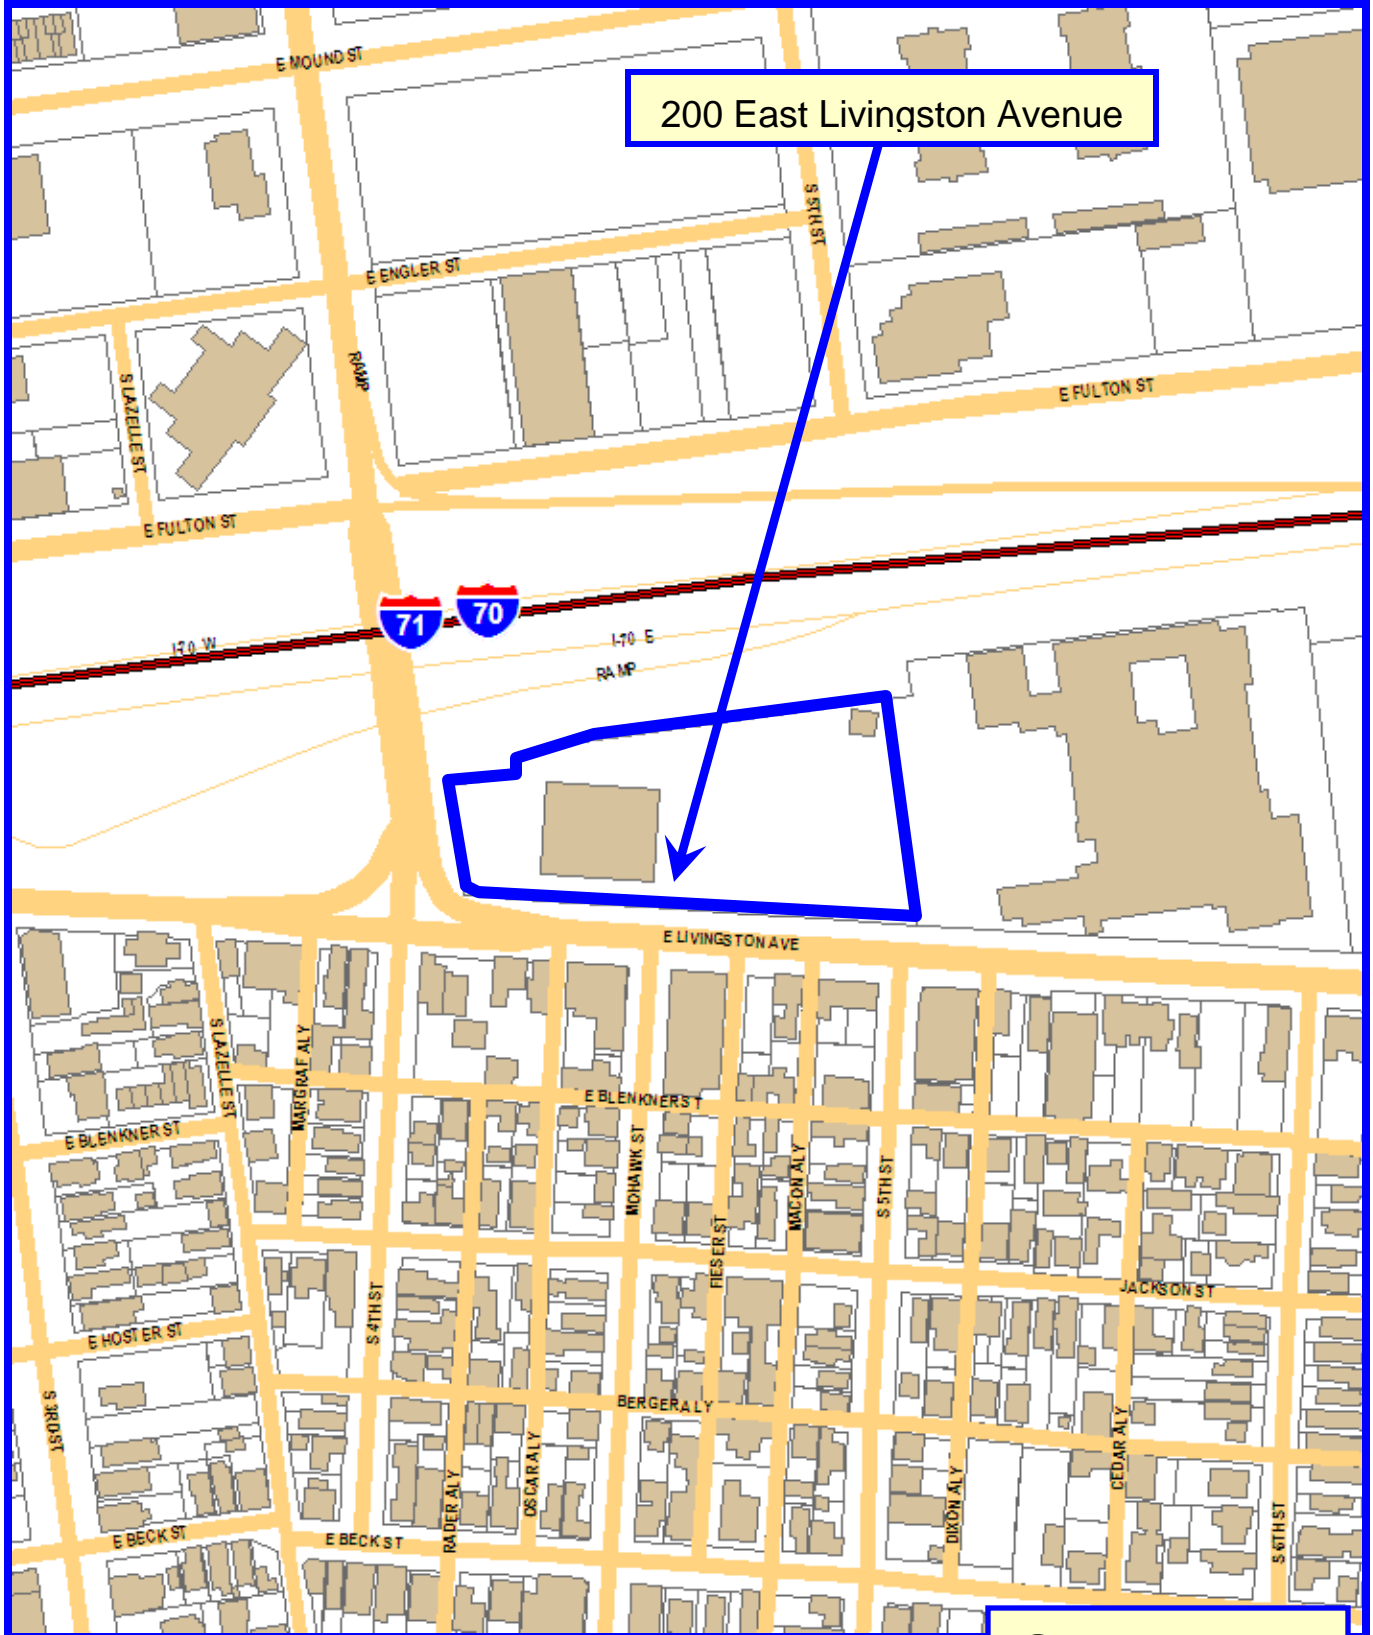 E MOUND ST
200 East Livingston Avenue
S 5TH ST
E ENGLER ST
RAMP
S LAZELLE ST
E FULTON ST
E FULTON ST
71
70
I-70 W
I-70 E
RAMP
E LIVINGSTON AVE
S LAZELLE ST
MARGRAF ALY
E BLENKNER ST
E BLENKNER ST
MOHAWK ST
MACON ALY
S 5TH ST
FIESER ST
JACKSON ST
S 4TH ST
E HOSTER ST
S 3RD ST
BERGER ALY
CEDAR ALY
OSCAR ALY
RADER ALY
DIXON ALY
S 6TH ST
E BECK ST
E BECK ST